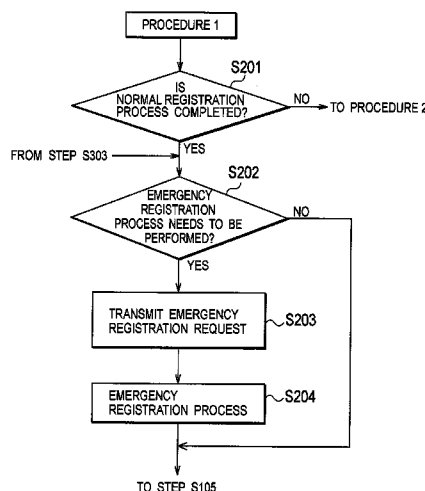 PROCEDURE 1
S201
IS
NORMAL REGISTRATION
PROCESS COMPLETED?
NO
TO PROCEDURE 2
YES
FROM STEP S303
S202
EMERGENCY
REGISTRATION
PROCESS NEEDS TO BE
PERFORMED?
NO
YES
TRANSMIT EMERGENCY
REGISTRATION REQUEST
S203
EMERGENCY
REGISTRATION PROCESS
S204
TO STEP S105